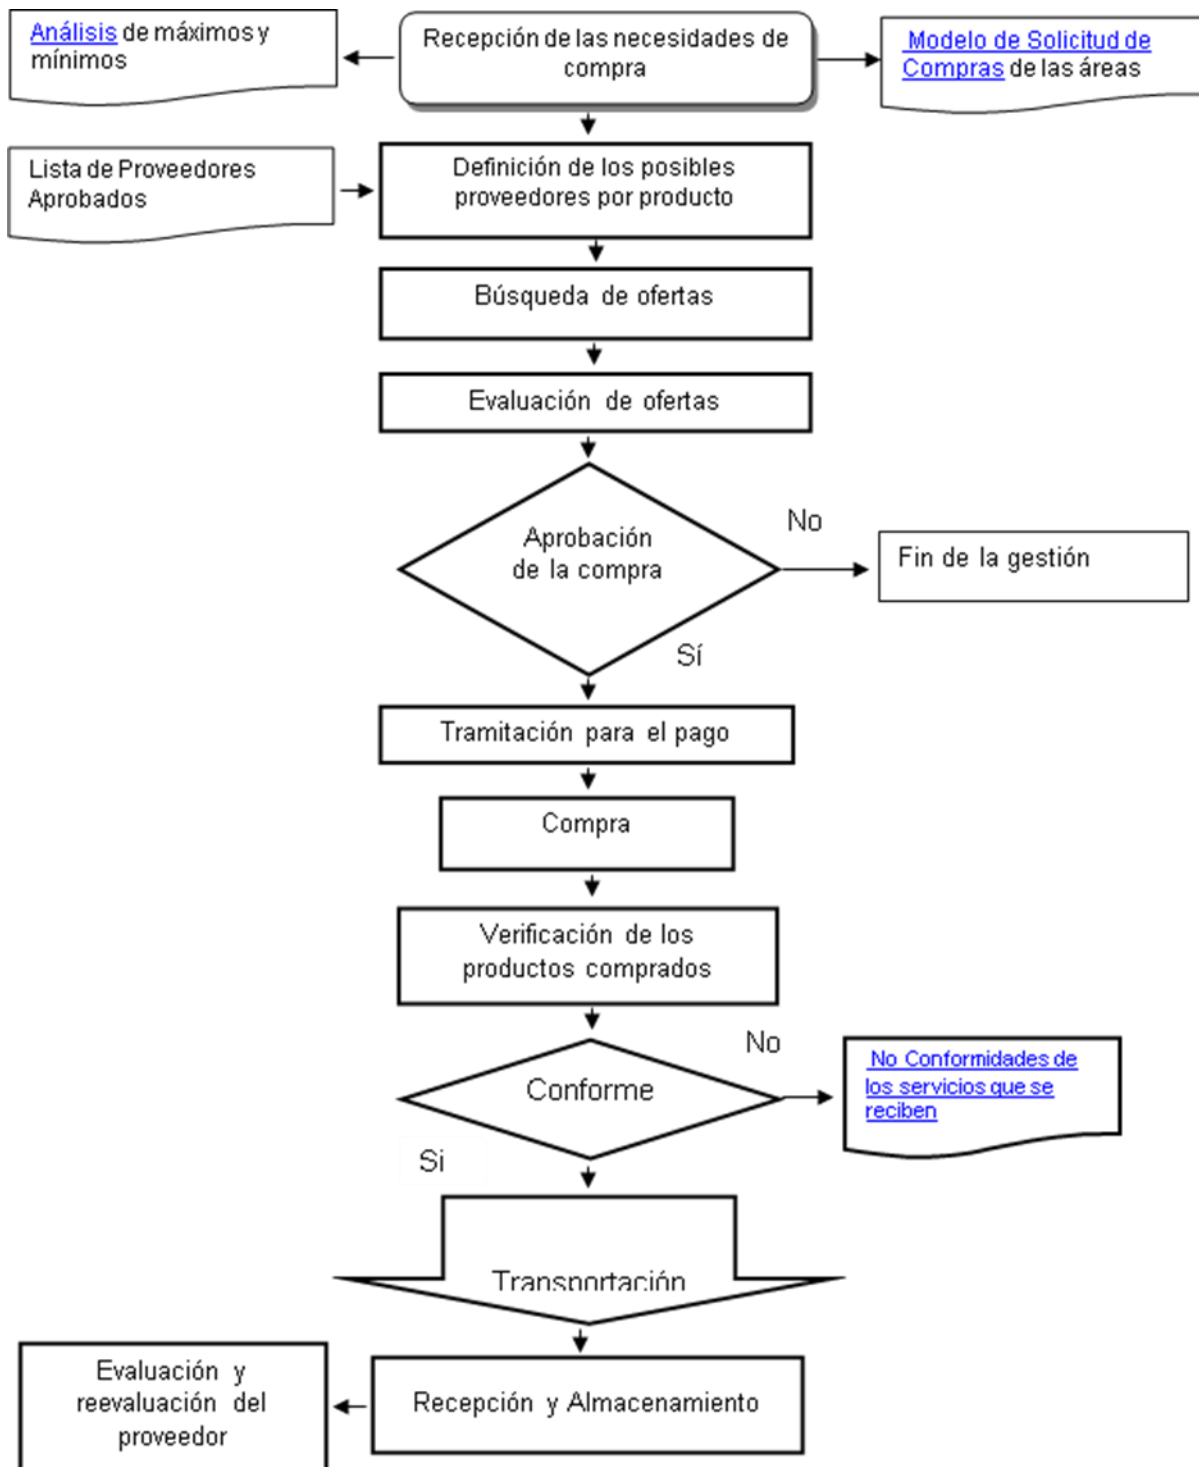 Análisis de máximos y
mínimos
Recepción de las necesidades de
compra
Modelo de Solicitud de
Compras de las áreas
Lista de Proveedores
Aprobados
Definición de los posibles
proveedores por producto
Búsqueda de ofertas
Evaluación de ofertas
Aprobación
de la compra
No
Fin de la gestión
Sí
Tramitación para el pago
Compra
Verificación de los
productos comprados
No
Conforme
No Conformidades de
los servicios que se
reciben
Si
Transportación
Evaluación y
reevaluación del
proveedor
Recepción y Almacenamiento